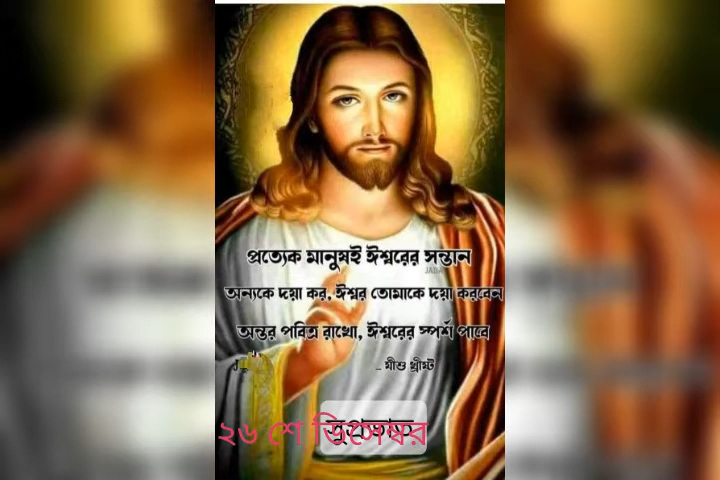 প্রত্যেক মানুষই ঈশ্বরের সন্তান
অন্যকে দয়া কর, ঈশ্বর তোমাকে দয়া করবেন
অন্তর পবিত্র রাখো, ঈশ্বরের স্পর্শ পাবে
- যীশু খ্রীষ্ট
সুপ্রভাত
২৬ শে ডিসেম্বর